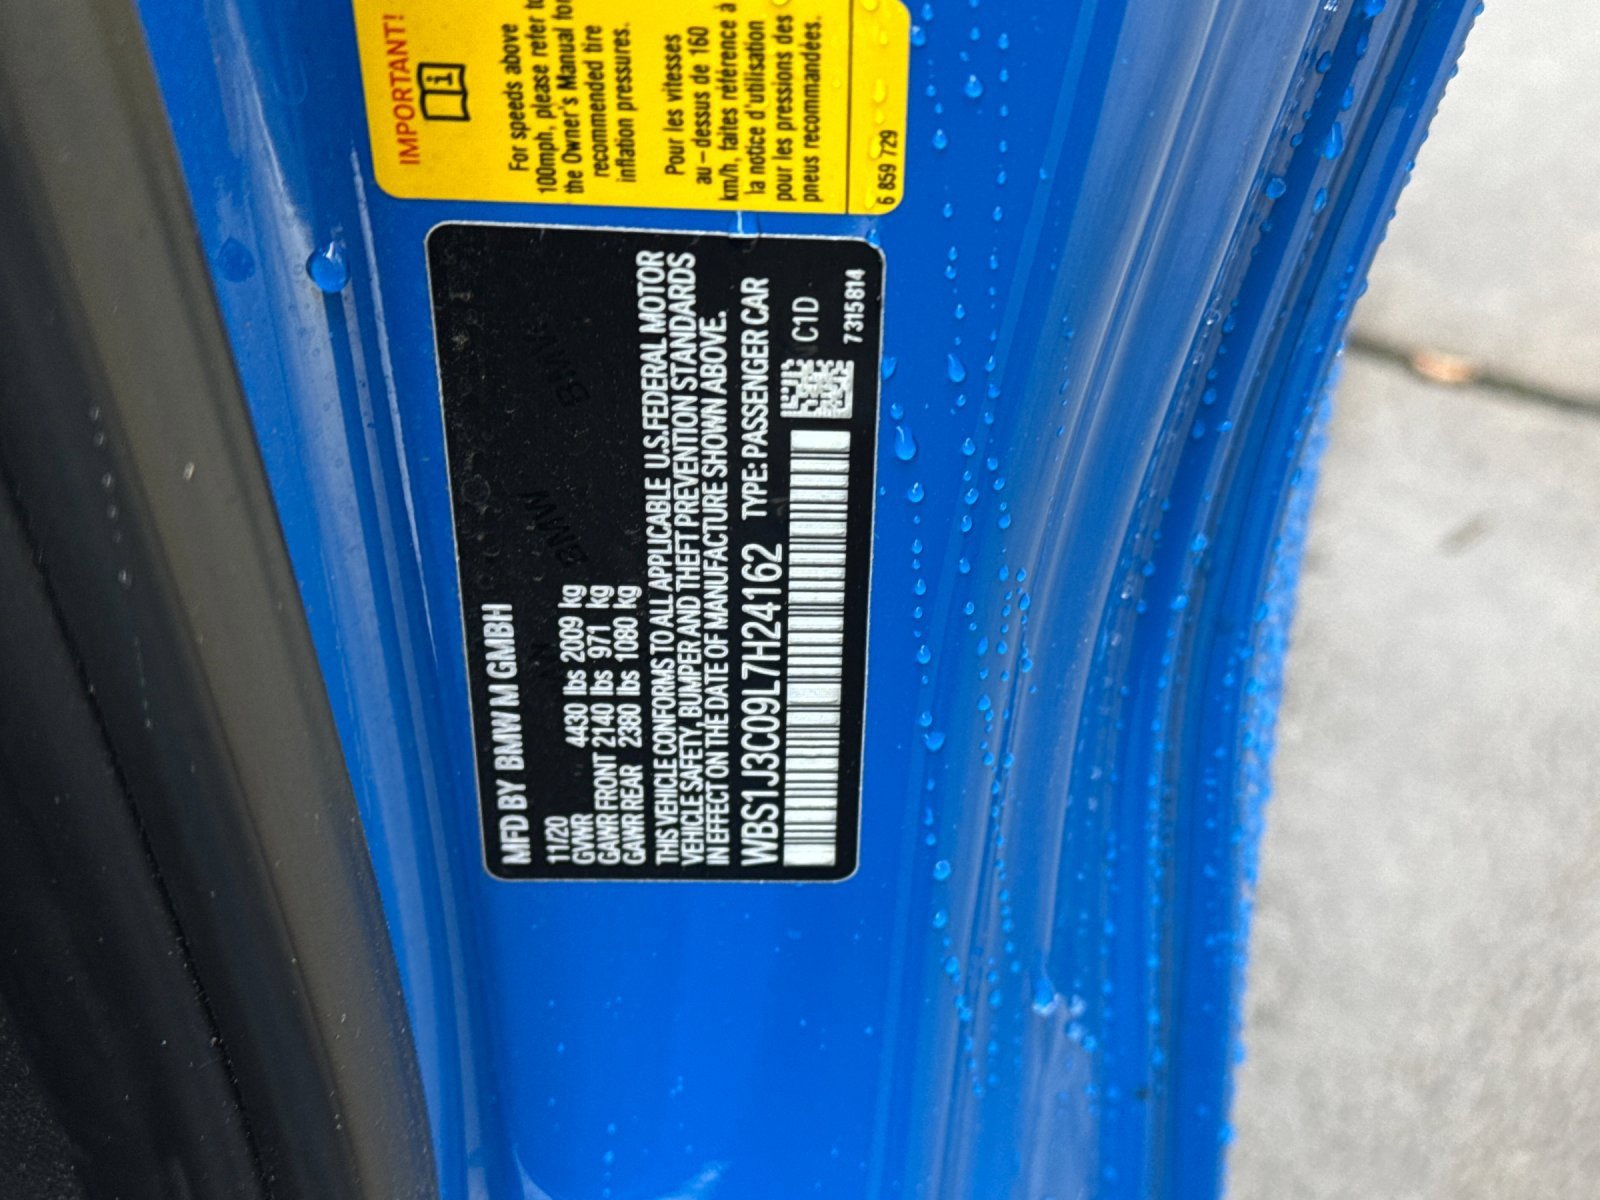 IMPORTANT!
For speeds above
100mph, please refer to
the Owner's Manual for
recommended tire
inflation pressures.
Pour les vitesses
au-dessus de 160
km/h, faites référence à
la notice d'utilisation
pour les pressions des
pneus recommandées.
6 859 729
MFD BY BMW M GMBH
11/20
GVWR 4430 lbs 2009 kg
GAWR FRONT 2140 lbs 971 kg
GAWR REAR 2380 lbs 1080 kg
THIS VEHICLE CONFORMS TO ALL APPLICABLE U.S.FEDERAL MOTOR
VEHICLE SAFETY, BUMPER AND THEFT PREVENTION STANDARDS
IN EFFECT ON THE DATE OF MANUFACTURE SHOWN ABOVE.
WBS1J3C09L7H24162 TYPE: PASSENGER CAR
C1D
7315814
BMW
BMW